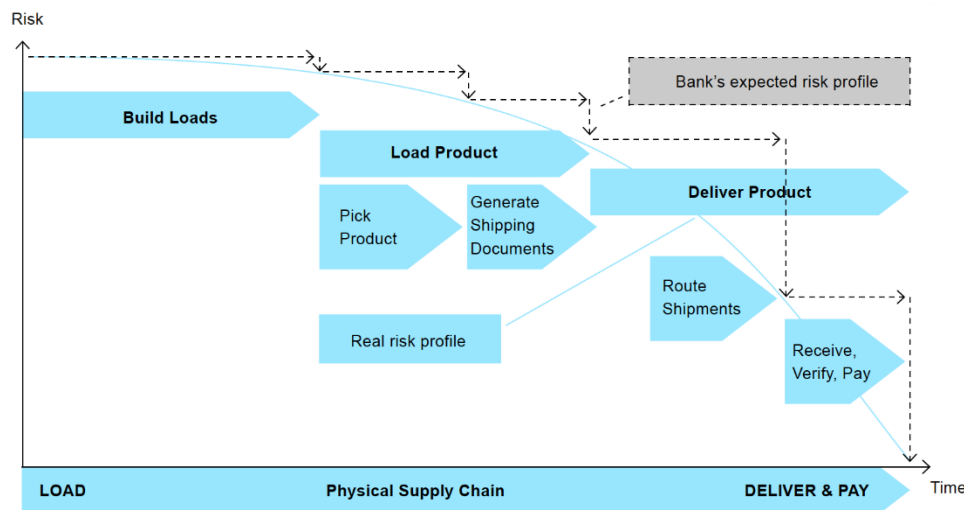 Risk
Bank's expected risk profile
Build Loads
Load Product
Deliver Product
Pick
Product
Generate
Shipping
Documents
Route
Shipments
Real risk profile
Receive,
Verify, Pay
LOAD
Physical Supply Chain
DELIVER & PAY
Time